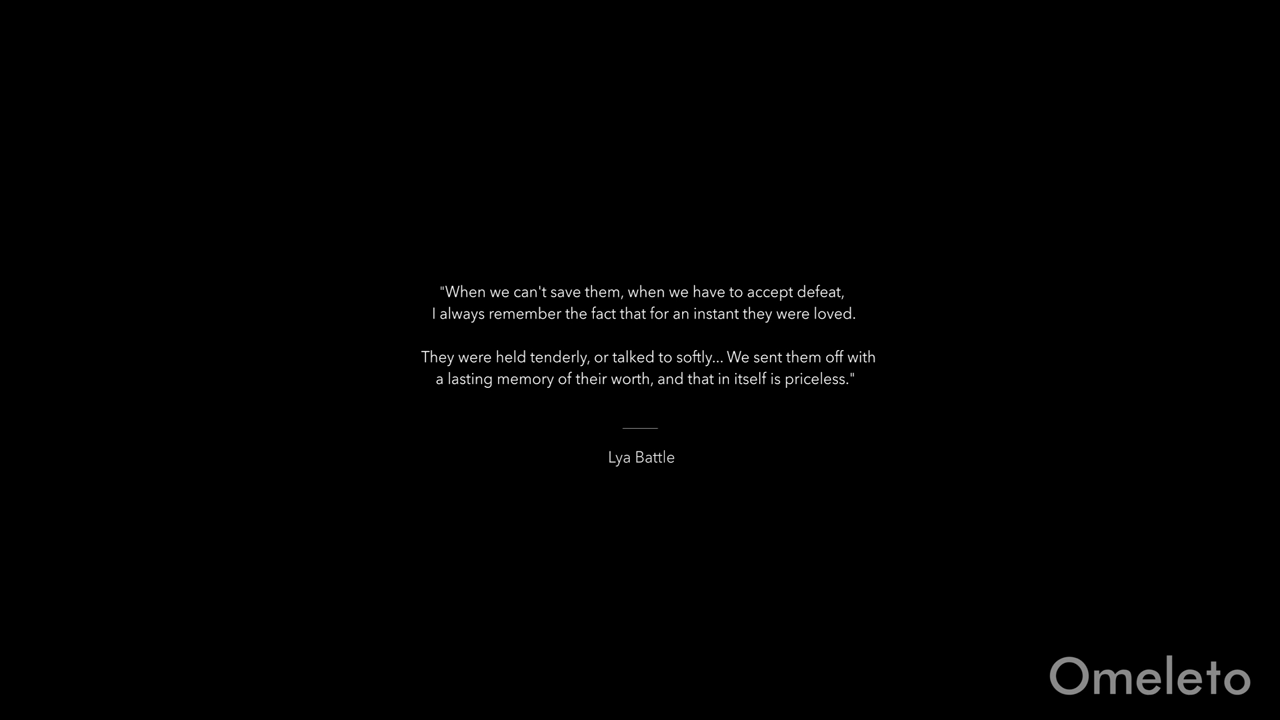 "When we can't save them, when we have to accept defeat,
I always remember the fact that for an instant they were loved.
They were held tenderly, or talked to softly... We sent them off with
a lasting memory of their worth, and that in itself is priceless."
Lya Battle
Omeleto